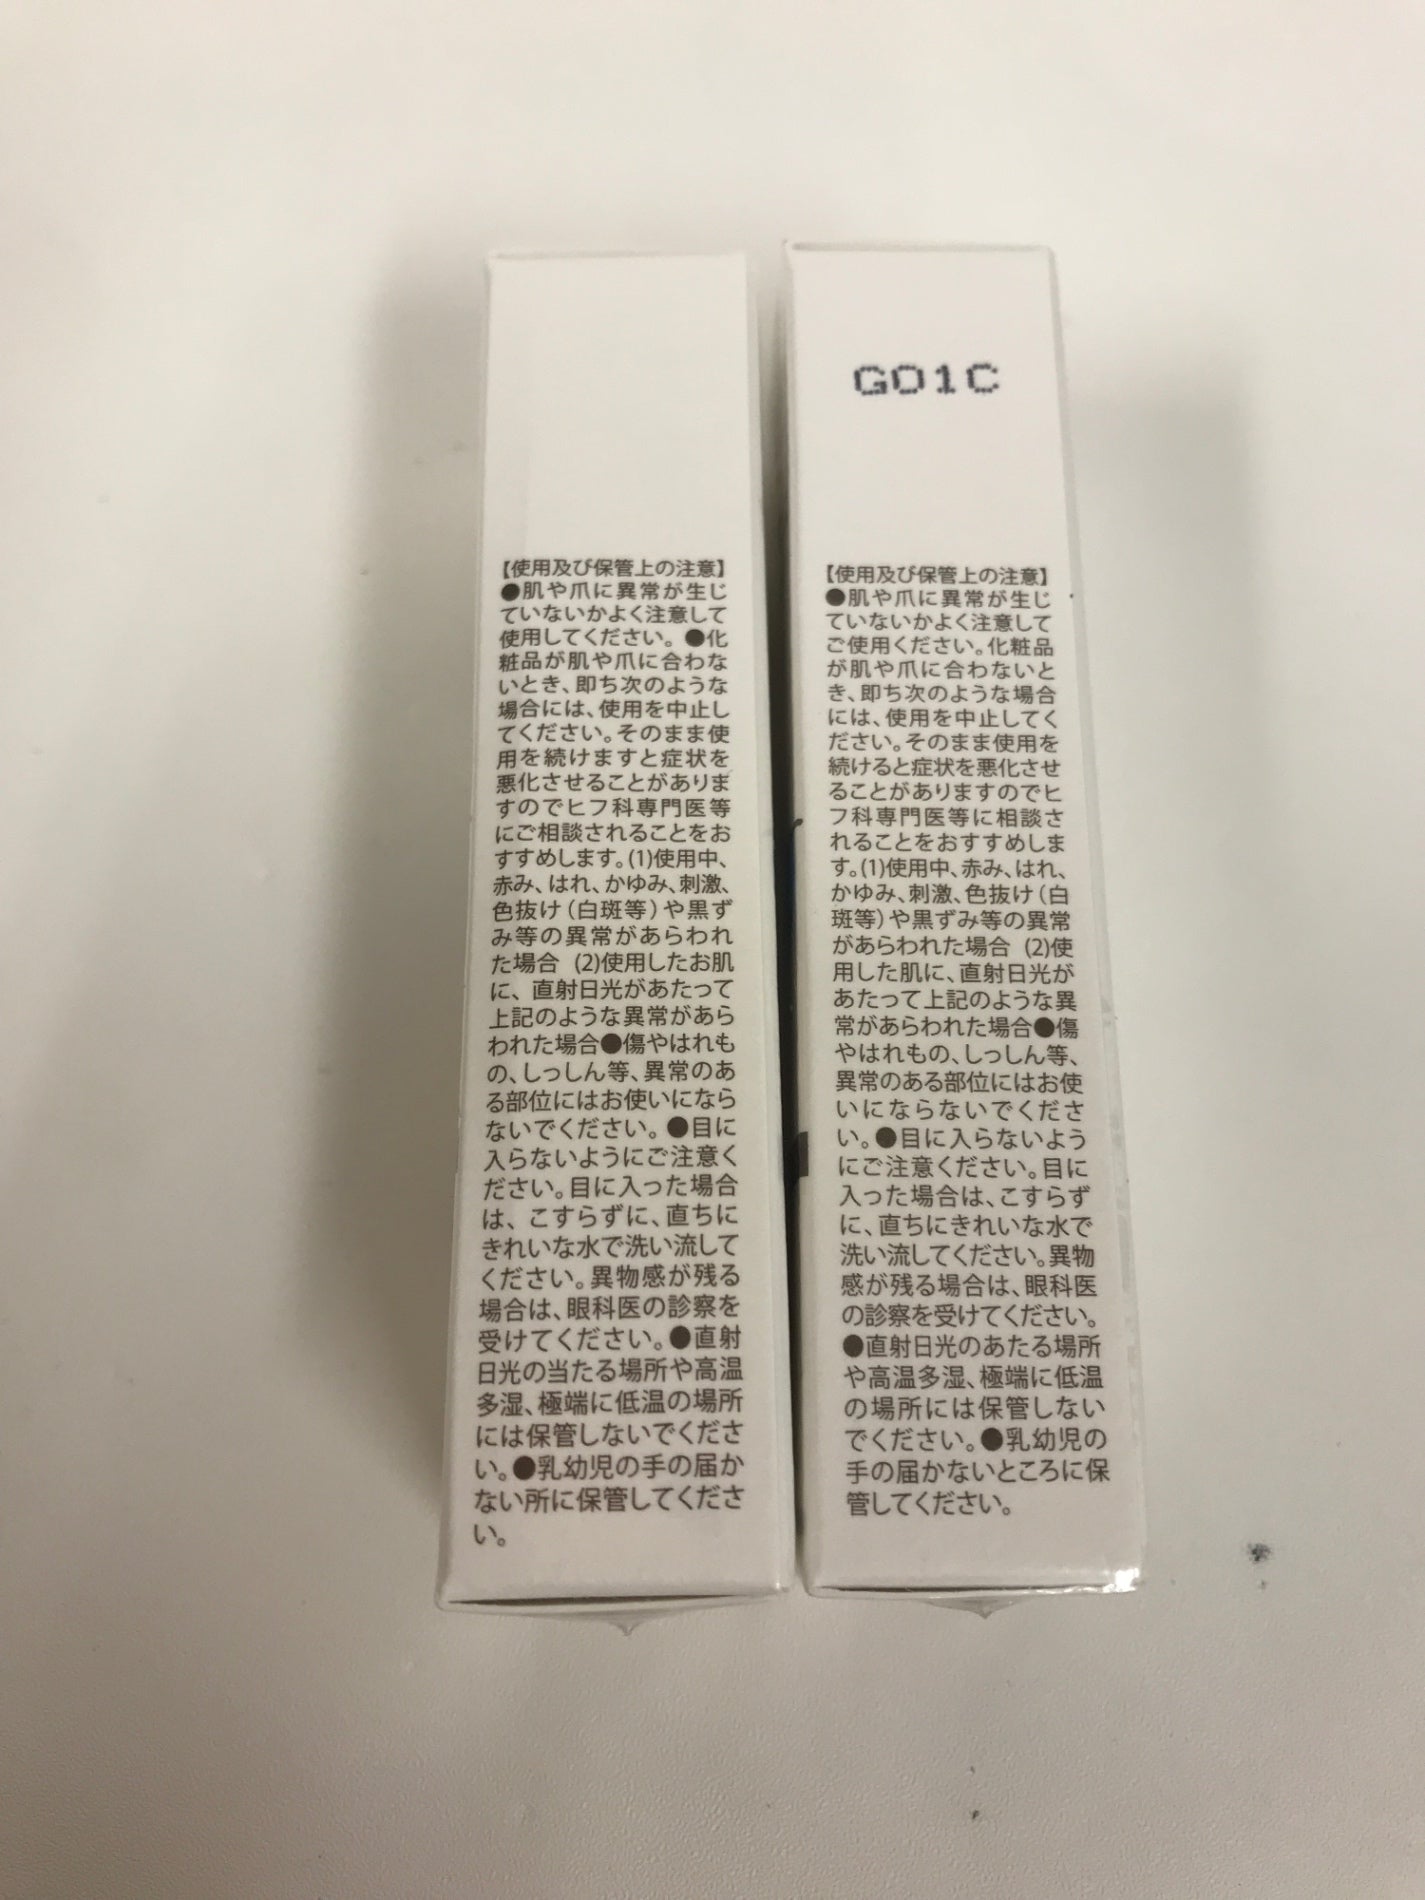 【使用及び保管上の注意】
●肌や爪に異常が生じ
ていないかよく注意して
使用してください。●化
粧品が肌や爪に合わな
いとき、即ち次のような
場合には、使用を中止し
てください。そのまま使
用を続けますと症状を
悪化させることがありま
すのでヒフ科専門医等
にご相談されることをお
すすめします。(1)使用中、
赤み、はれ、かゆみ、刺激、
色抜け（白斑等）や黒ず
み等の異常があらわれ
た場合 (2)使用したお肌
に、直射日光があたって
上記のような異常があら
われた場合●傷やはれも
の、しっしん等、異常のあ
る部位にはお使いになら
ないでください。●目に
入らないようにご注意く
ださい。目に入った場合
は、こすらずに、直ちに
きれいな水で洗い流して
ください。異物感が残る
場合は、眼科医の診察を
受けてください。●直射
日光の当たる場所や高温
多湿、極端に低温の場所
には保管しないでくださ
い。●乳幼児の手の届か
ない所に保管してくださ
い。
GO1C
【使用及び保管上の注意】
●肌や爪に異常が生じ
ていないかよく注意して
ご使用ください。化粧品
が肌や爪に合わないと
き、即ち次のような場合
には、使用を中止してく
ださい。そのまま使用を
続けると症状を悪化させ
ることがありますのでヒ
フ科専門医等に相談さ
れることをおすすめしま
す。(1)使用中、赤み、はれ、
かゆみ、刺激、色抜け（白
斑等）や黒ずみ等の異常
があらわれた場合 (2)使
用した肌に、直射日光が
あたって上記のような異
常があらわれた場合●傷
やはれもの、しっしん等、
異常のある部位にはお使
いにならないでくださ
い。●目に入らないよう
にご注意ください。目に
入った場合は、こすらず
に、直ちにきれいな水で
洗い流してください。異物
感が残る場合は、眼科医
の診察を受けてください。
●直射日光のあたる場所
や高温多湿、極端に低温
の場所には保管しない
でください。●乳幼児の
手の届かないところに保
管してください。